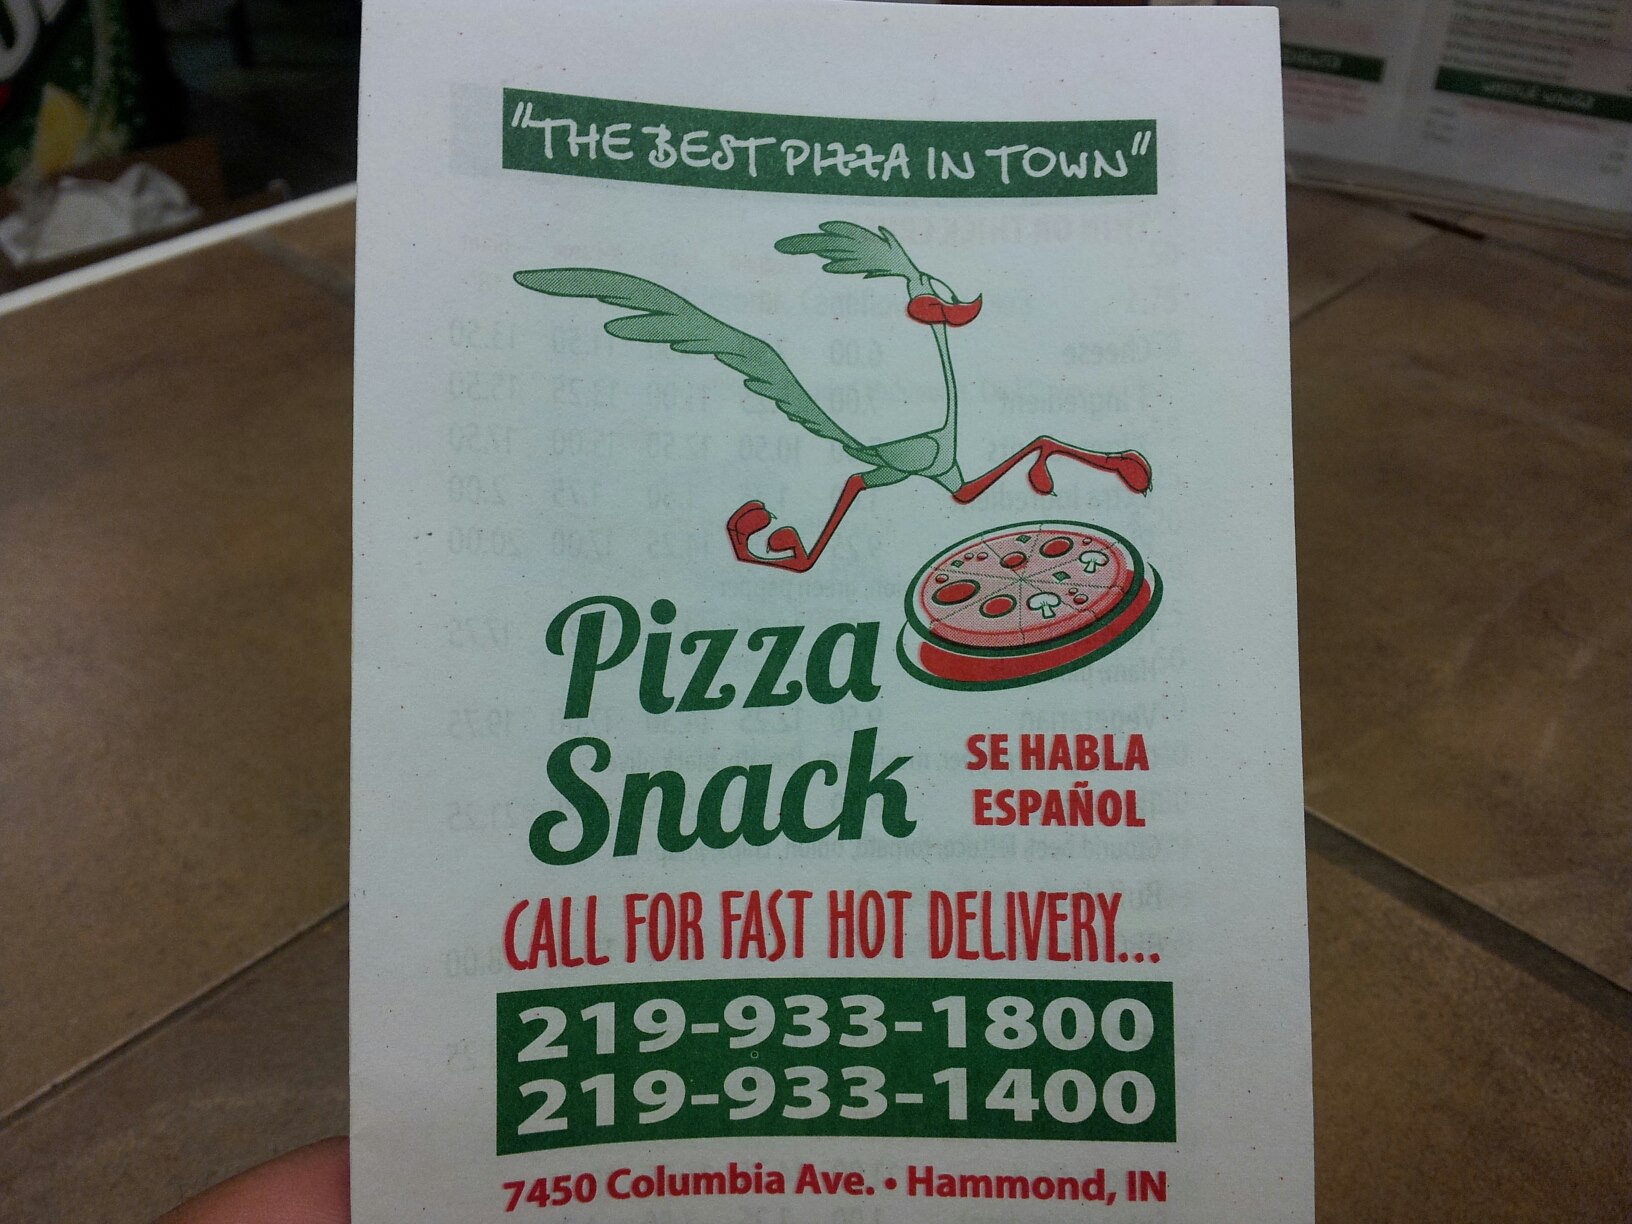 "THE BEST PIZZA IN TOWN"
Pizza
Snack
SE HABLA
ESPAÑOL
CALL FOR FAST HOT DELIVERY...
219-933-1800
219-933-1400
7450 Columbia Ave. • Hammond, IN